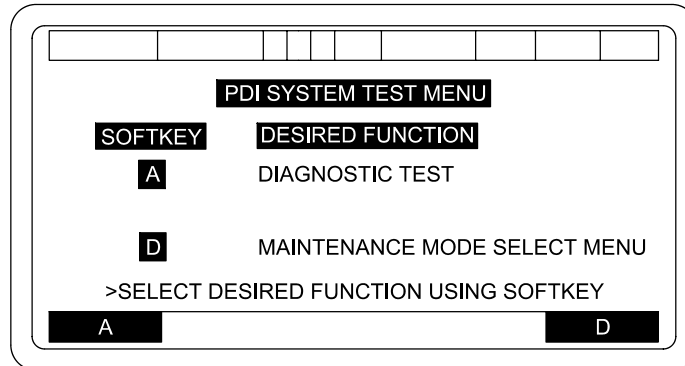 PDI SYSTEM TEST MENU
SOFTKEY DESIRED FUNCTION
A DIAGNOSTIC TEST
D MAINTENANCE MODE SELECT MENU
>SELECT DESIRED FUNCTION USING SOFTKEY
A D